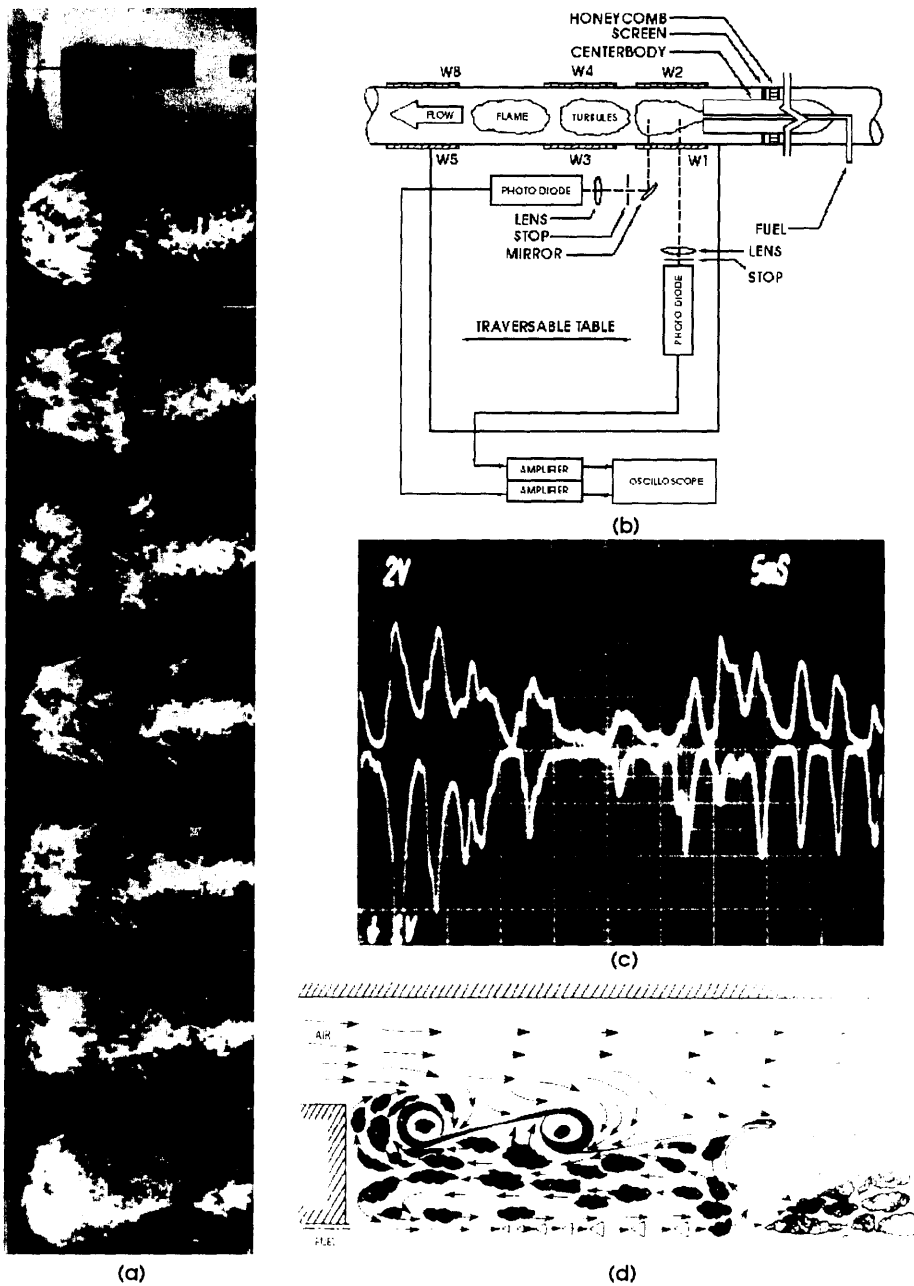 HONEYCOMB
SCREEN
CENTERBODY
W8
W4
W2
FLOW
FLAME
TURBULES
W5
W3
W1
PHOTO DIODE
LENS
STOP
MIRROR
FUEL
LENS
STOP
PHOTO DIODE
TRAVERSABLE TABLE
AMPLIFIER
AMPLIFIER
OSCILLOSCOPE
(b)
2V
5mS
(c)
AIR
FUEL
(a)
(d)